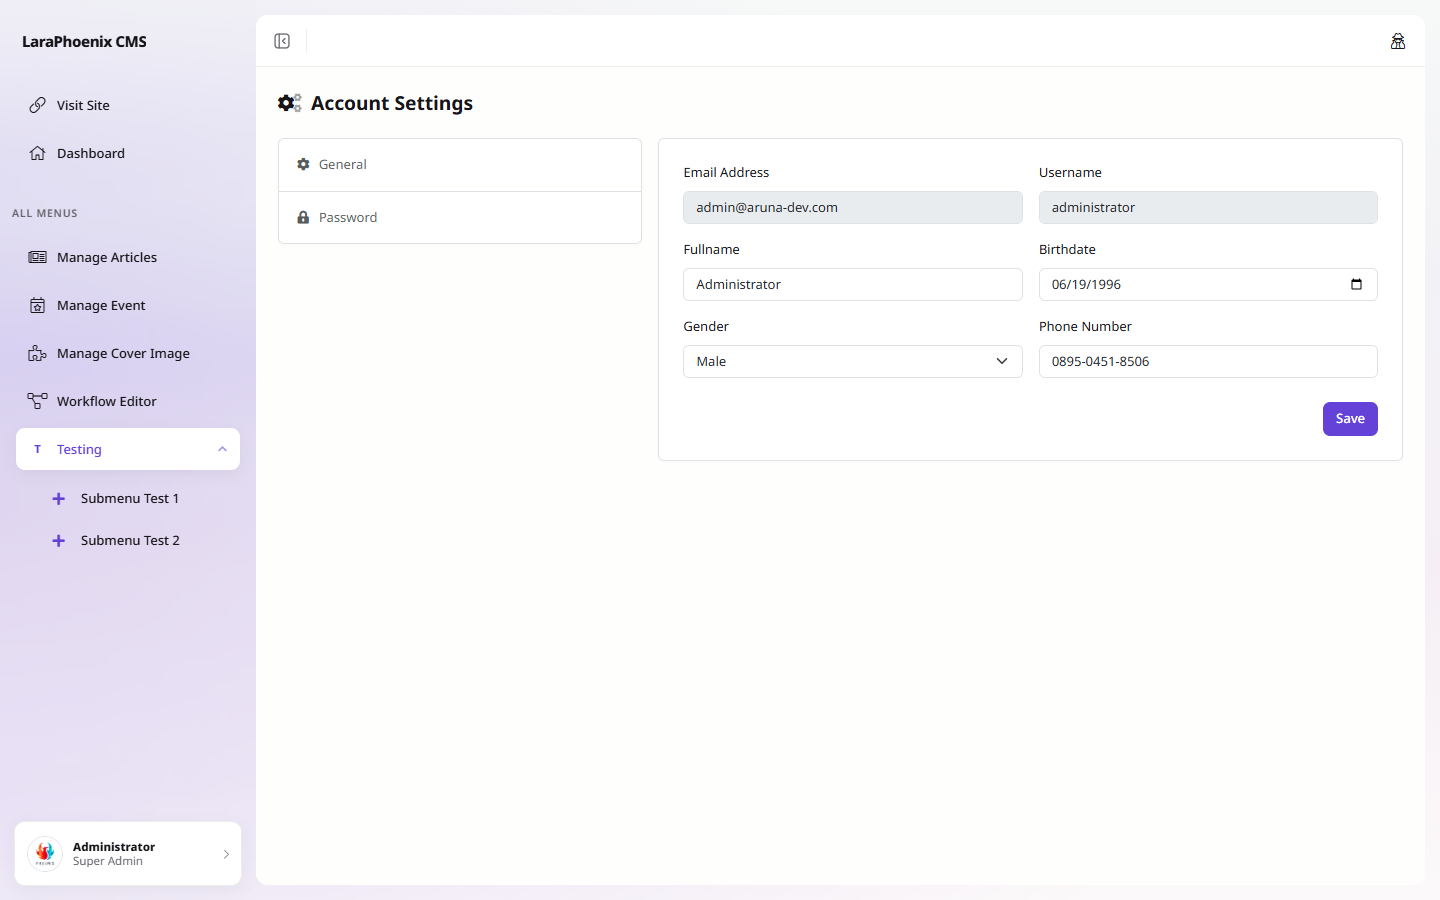 LaraPhoenix CMS
Visit Site
Dashboard
ALL MENUS
Manage Articles
Manage Event
Manage Cover Image
Workflow Editor
T Testing
Submenu Test 1
Submenu Test 2
Administrator
Super Admin
Account Settings
General
Password
Email Address
admin@aruna-dev.com
Username
administrator
Fullname
Administrator
Birthdate
06/19/1996
Gender
Male
Phone Number
0895-0451-8506
Save